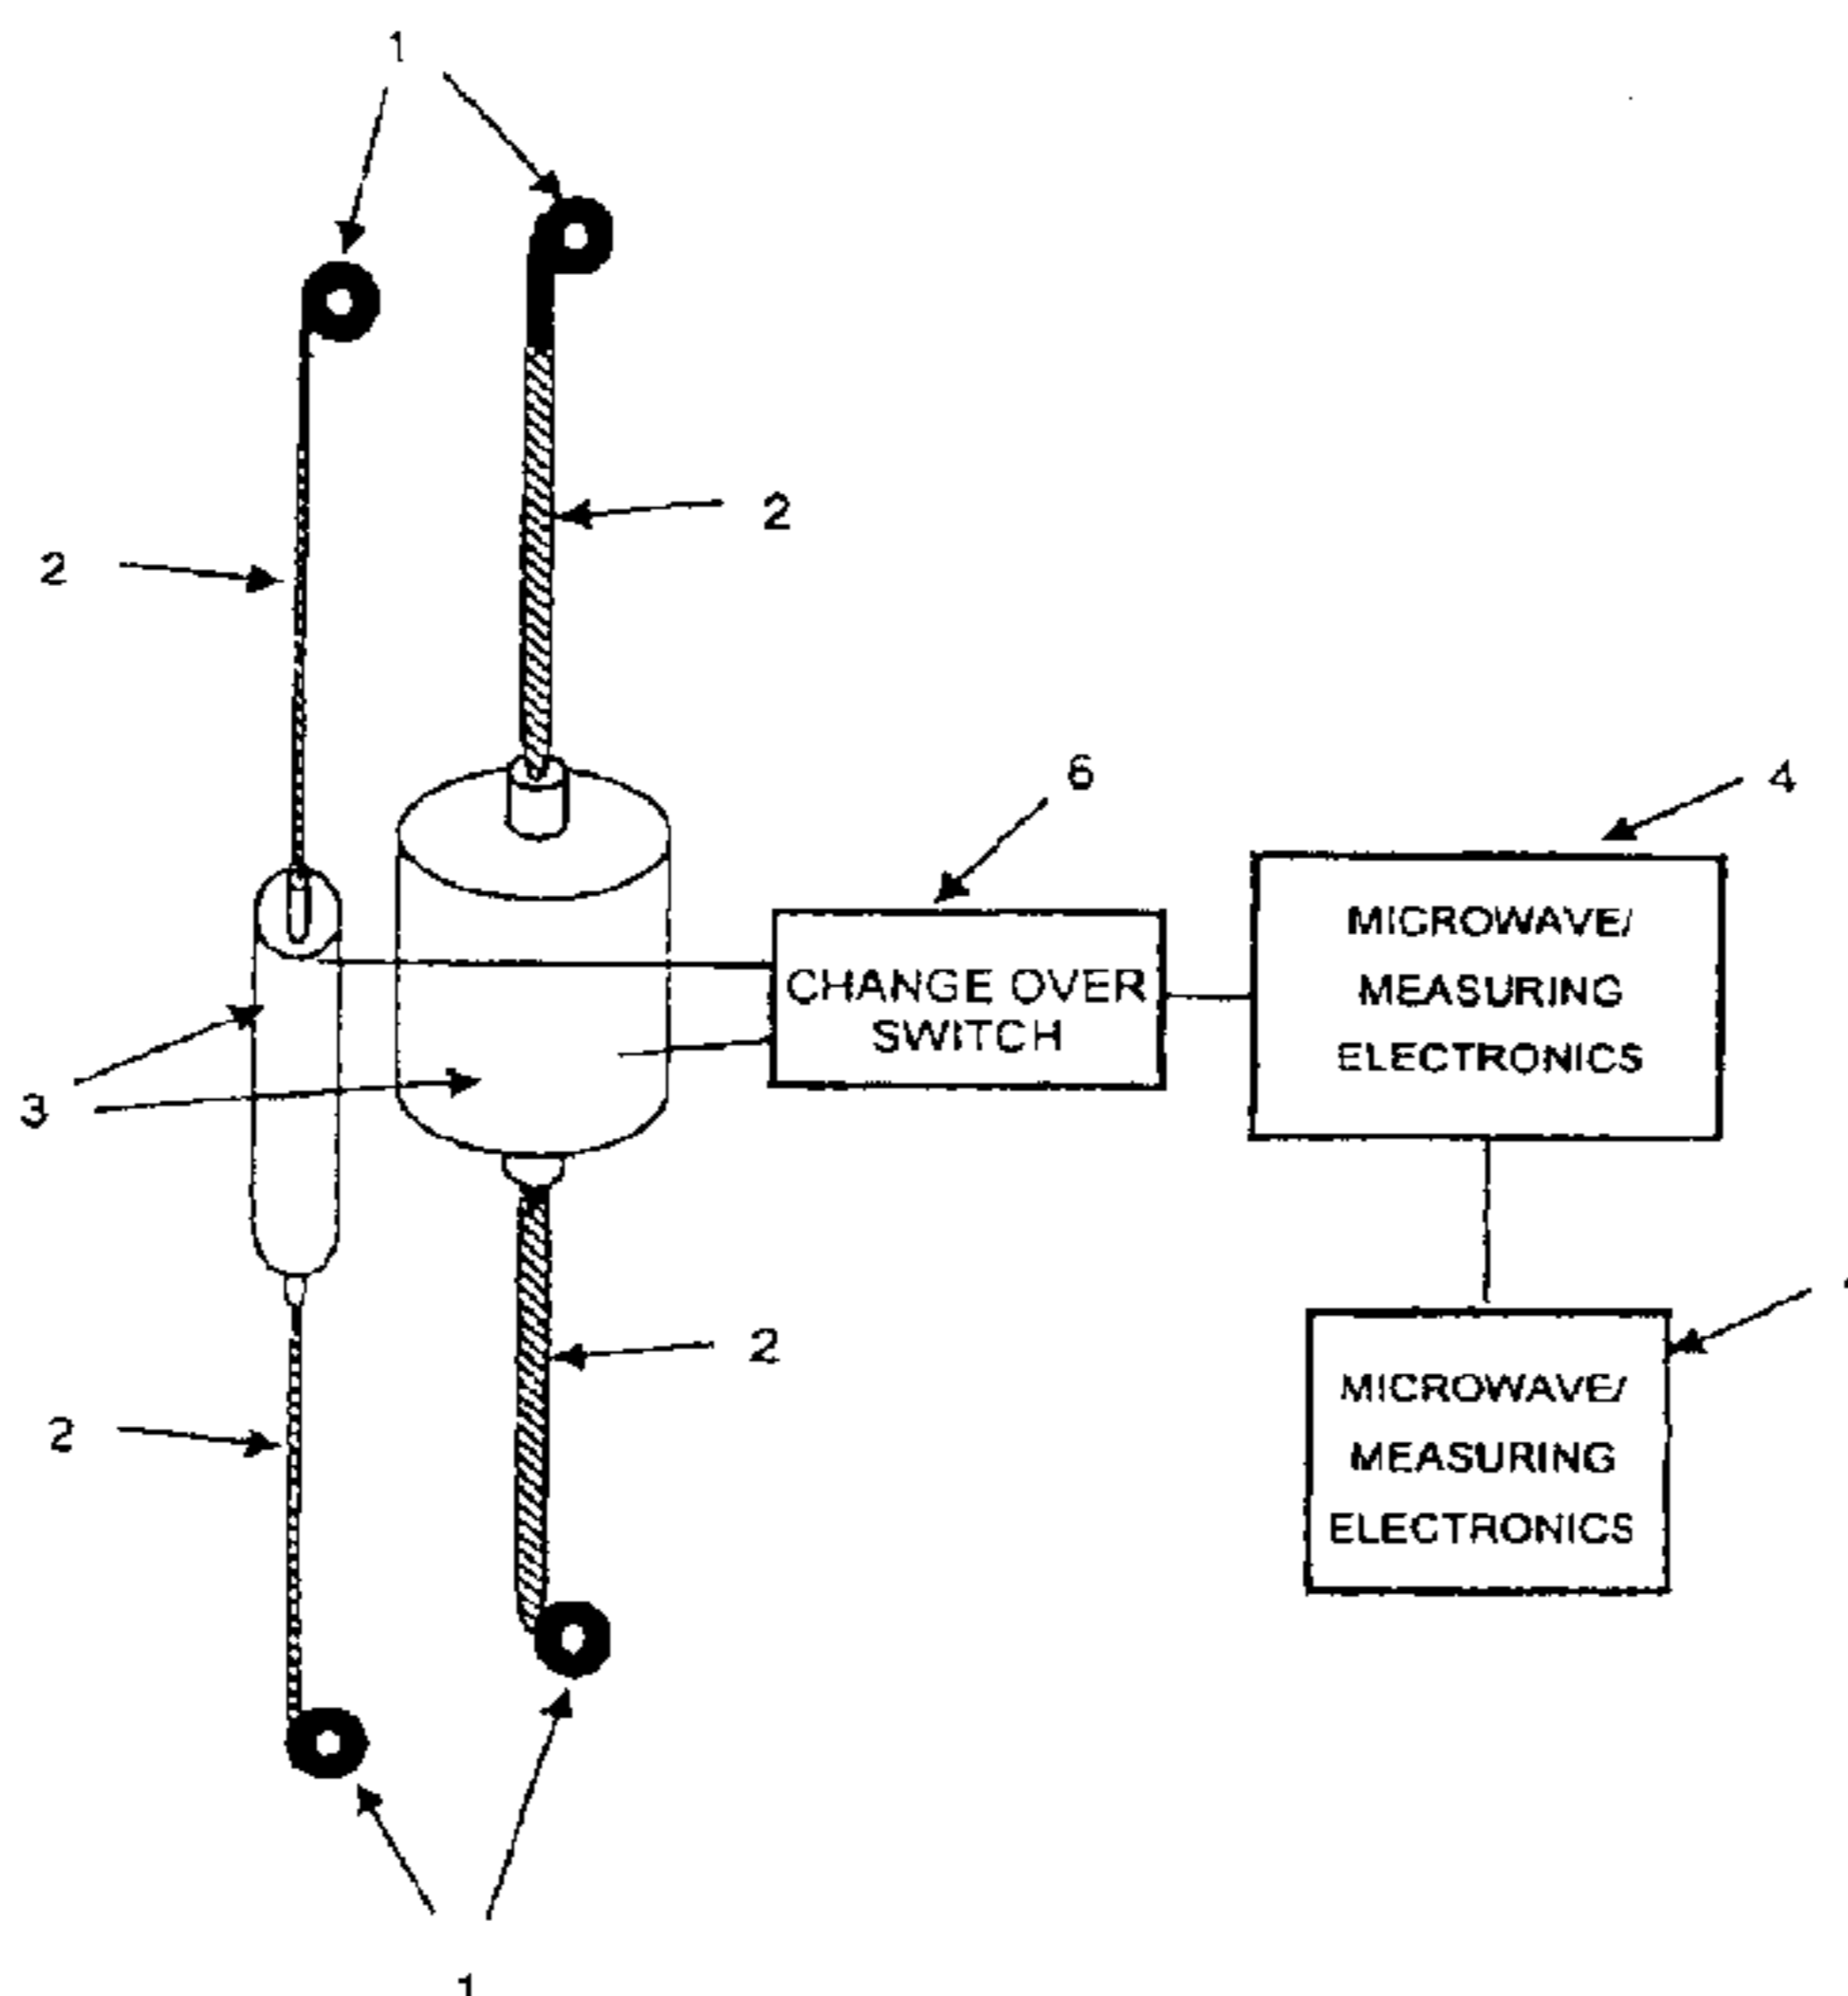 1
2
2
6
4
CHANGE OVER
SWITCH
MICROWAVE/
MEASURING
ELECTRONICS
3
2
2
MICROWAVE/
MEASURING
ELECTRONICS
1